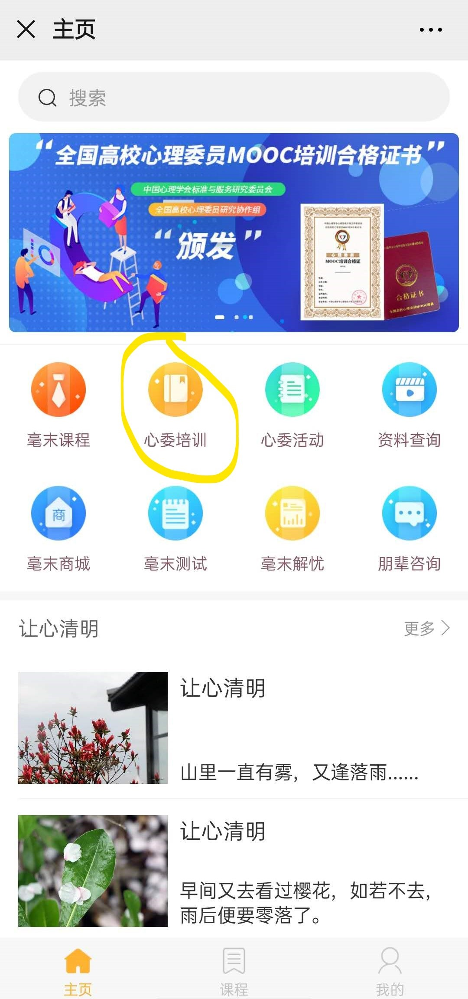 主页
搜索
“全国高校心理委员MOOC培训合格证书”
中国心理学会标准与服务研究委员会
全国高校心理委员研究协作组
“颁发”
MOOC培训合格证
合格证书
毫末课程
心委培训
心委活动
资料查询
商
毫末商城
毫末测试
毫末解忧
朋辈咨询
让心清明
更多
让心清明
山里一直有雾，又逢落雨......
让心清明
早间又去看过樱花，如若不去，
雨后便要零落了。
主页
课程
我的